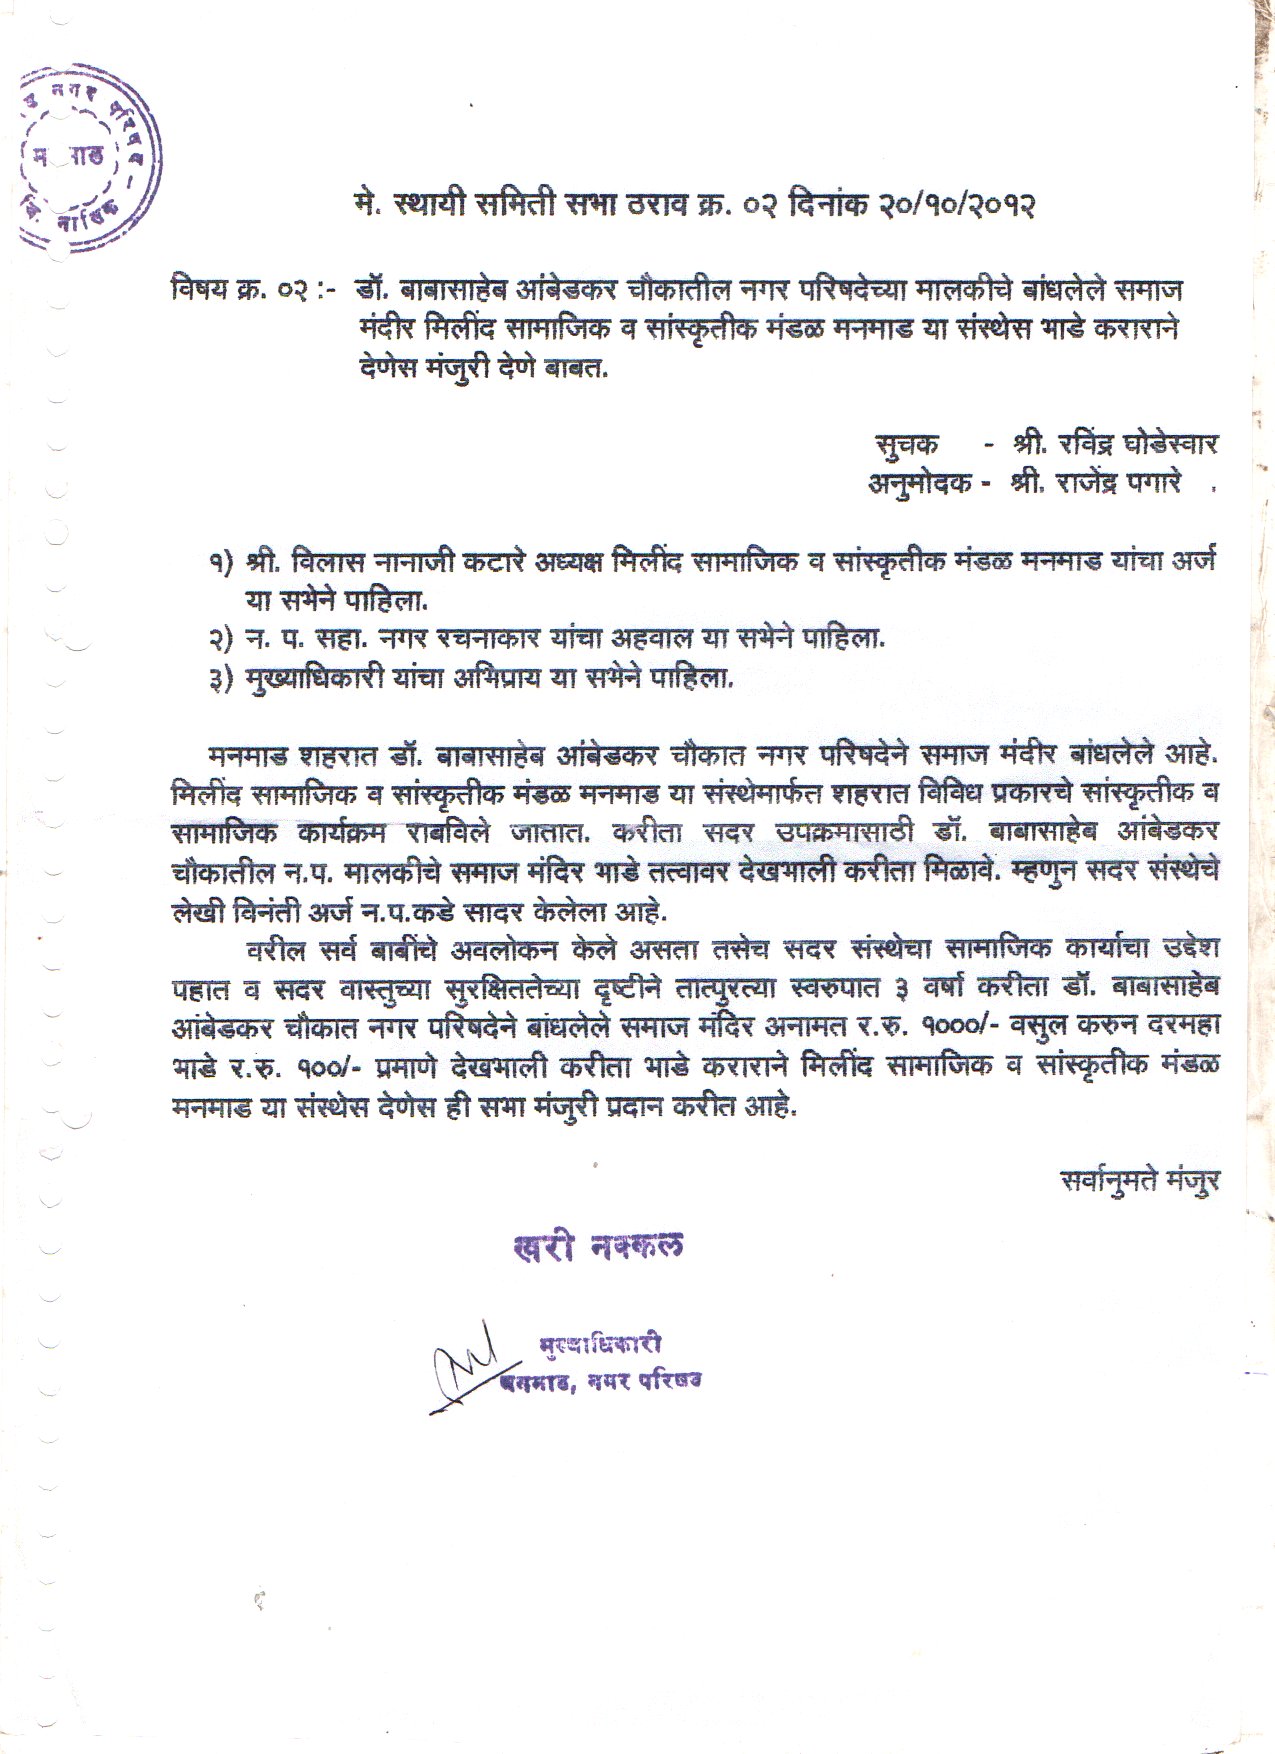 नगर परिषद
नाशिक
मे. स्थायी समिती सभा ठराव क्र. ०२ दिनांक २०/१०/२०१२
विषय क्र. ०२ :- डॉ. बाबासाहेब आंबेडकर चौकातील नगर परिषदेच्या मालकीचे बांधलेले समाज
मंदीर मिलींद सामाजिक व सांस्कृतीक मंडळ मनमाड या संस्थेस भाडे कराराने
देणेस मंजुरी देणे बाबत.
सुचक - श्री. रविंद्र घोडेस्वार
अनुमोदक - श्री. राजेंद्र पगारे .
१) श्री. विलास नानाजी कटारे अध्यक्ष मिलींद सामाजिक व सांस्कृतीक मंडळ मनमाड यांचा अर्ज
या सभेने पाहिला.
२) न. प. सहा. नगर रचनाकार यांचा अहवाल या सभेने पाहिला.
३) मुख्याधिकारी यांचा अभिप्राय या सभेने पाहिला.
मनमाड शहरात डॉ. बाबासाहेब आंबेडकर चौकात नगर परिषदेने समाज मंदीर बांधलेले आहे.
मिलींद सामाजिक व सांस्कृतीक मंडळ मनमाड या संस्थेमार्फत शहरात विविध प्रकारचे सांस्कृतीक व
सामाजिक कार्यक्रम राबविले जातात. करीता सदर उपक्रमासाठी डॉ. बाबासाहेब आंबेडकर
चौकातील न.प. मालकीचे समाज मंदिर भाडे तत्वावर देखभाली करीता मिळावे. म्हणुन सदर संस्थेचे
लेखी विनंती अर्ज न.प.कडे सादर केलेला आहे.
वरील सर्व बाबींचे अवलोकन केले असता तसेच सदर संस्थेचा सामाजिक कार्याचा उद्देश
पहात व सदर वास्तुच्या सुरक्षिततेच्या दृष्टीने तात्पुरत्या स्वरुपात ३ वर्षा करीता डॉ. बाबासाहेब
आंबेडकर चौकात नगर परिषदेने बांधलेले समाज मंदिर अनामत र.रु. १०००/- वसुल करुन दरमहा
भाडे र.रु. १००/- प्रमाणे देखभाली करीता भाडे कराराने मिलींद सामाजिक व सांस्कृतीक मंडळ
मनमाड या संस्थेस देणेस ही सभा मंजुरी प्रदान करीत आहे.
सर्वानुमते मंजुर
खरी नक्कल
मुख्याधिकारी
मनमाड, नगर परिषद